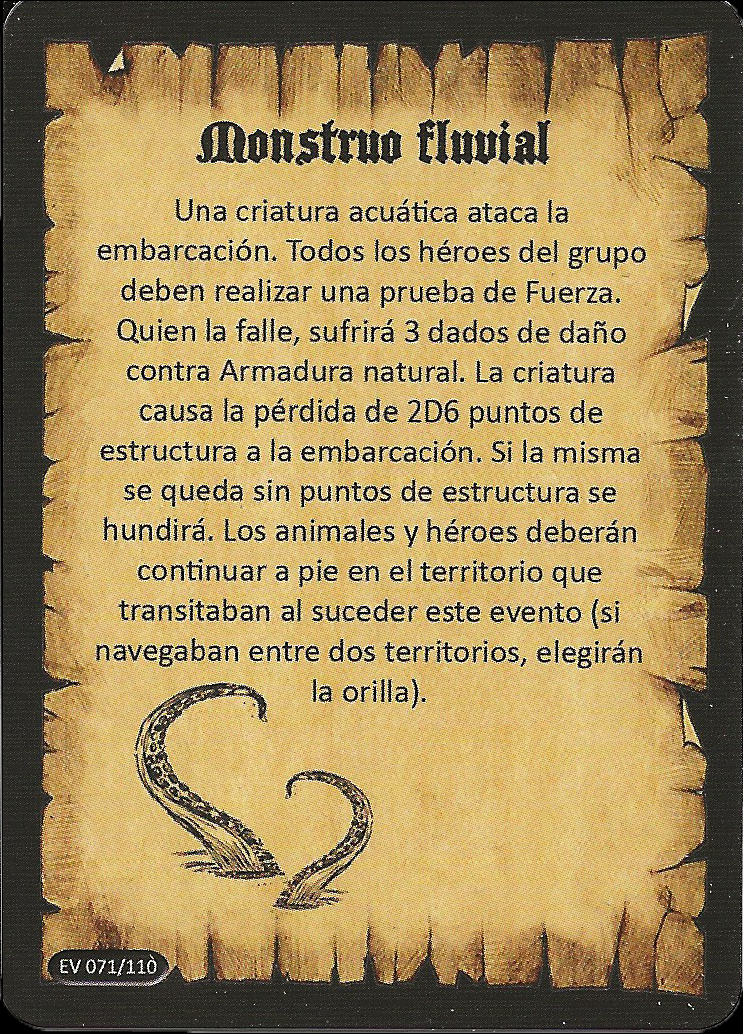 Monstruo fluvial
Una criatura acuática ataca la
embarcación. Todos los héroes del grupo
deben realizar una prueba de Fuerza.
Quien la falle, sufrirá 3 dados de daño
contra Armadura natural. La criatura
causa la pérdida de 2D6 puntos de
estructura a la embarcación. Si la misma
se queda sin puntos de estructura se
hundirá. Los animales y héroes deberán
continuar a pie en el territorio que
transitaban al suceder este evento (si
navegaban entre dos territorios, elegirán
la orilla).
EV 071/110